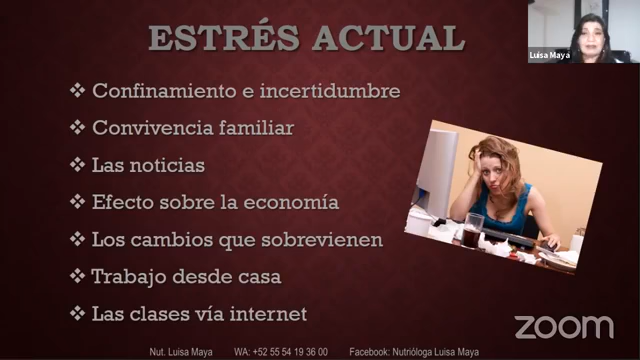 ESTRÉS ACTUAL
Luisa Maya
❖ Confinamiento e incertidumbre
❖ Convivencia familiar
❖ Las noticias
❖ Efecto sobre la economía
❖ Los cambios que sobrevienen
❖ Trabajo desde casa
❖ Las clases vía internet
zoom
Nut. Luisa Maya WA: +52 55 54 19 36 00 Facebook: Nutrióloga Luisa Maya